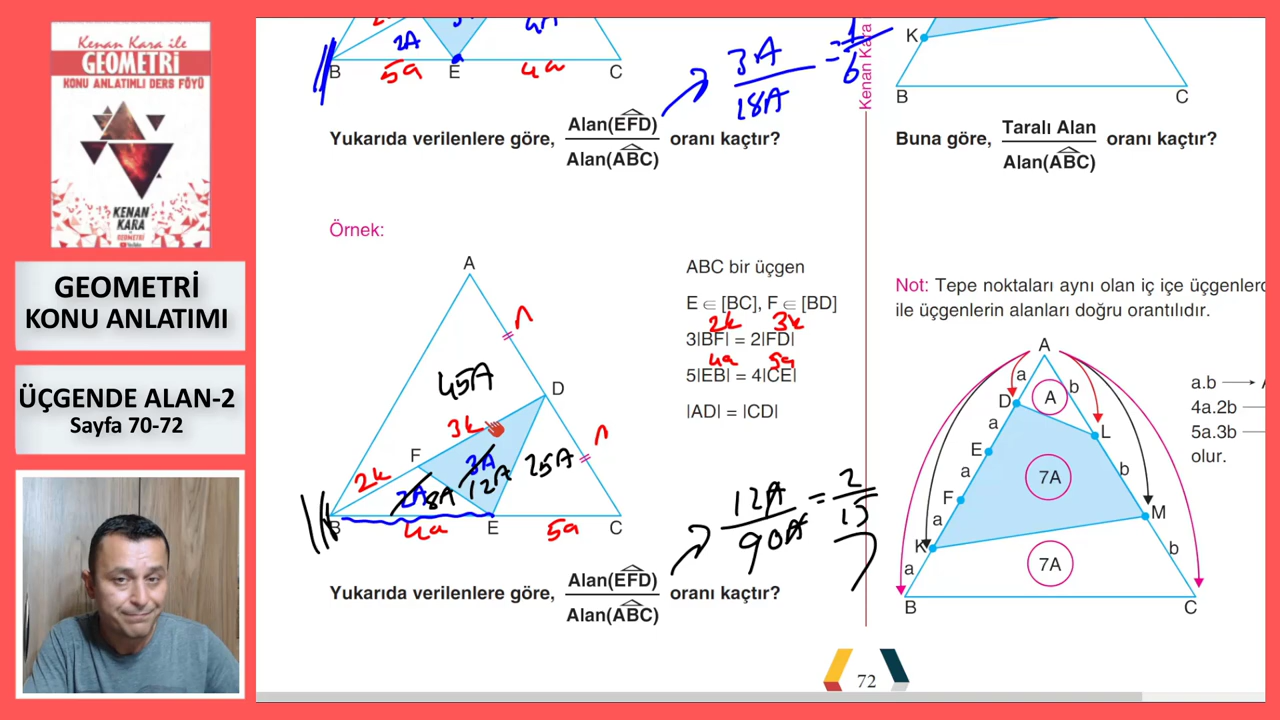 Kenan Kara ile
GEOMETRİ
KONU ANLATIMLI DERS FÖYÜ
KENAN
KARA
GEOMETRİ
GEOMETRİ
KONU ANLATIMI
ÜÇGENDE ALAN-2
Sayfa 70-72
2A
4A
B
5a
E
4a
C
3A/18A = 1/6
Yukarıda verilenlere göre, Alan(EFD)/Alan(ABC) oranı kaçtır?
Örnek:
A
D
F
B
E
C
n
n
45A
3k
2k
2A
8A
3A
12A
25A
4a
5a
ABC bir üçgen
E ∈ [BC], F ∈ [BD]
2k 3k
3|BF| = 2|FD|
4a 5a
5|EB| = 4|CE|
|AD| = |CD|
12A/90A = 2/15
Yukarıda verilenlere göre, Alan(EFD)/Alan(ABC) oranı kaçtır?
Kenan Kara
K
B
C
Buna göre, Taralı Alan/Alan(ABC) oranı kaçtır?
Not: Tepe noktaları aynı olan iç içe üçgenlerd
ile üçgenlerin alanları doğru orantılıdır.
A
a
b
D
A
L
a
E
b
a
7A
F
a
M
K
b
a
7A
B
C
a.b → A
4a.2b
5a.3b
olur.
72